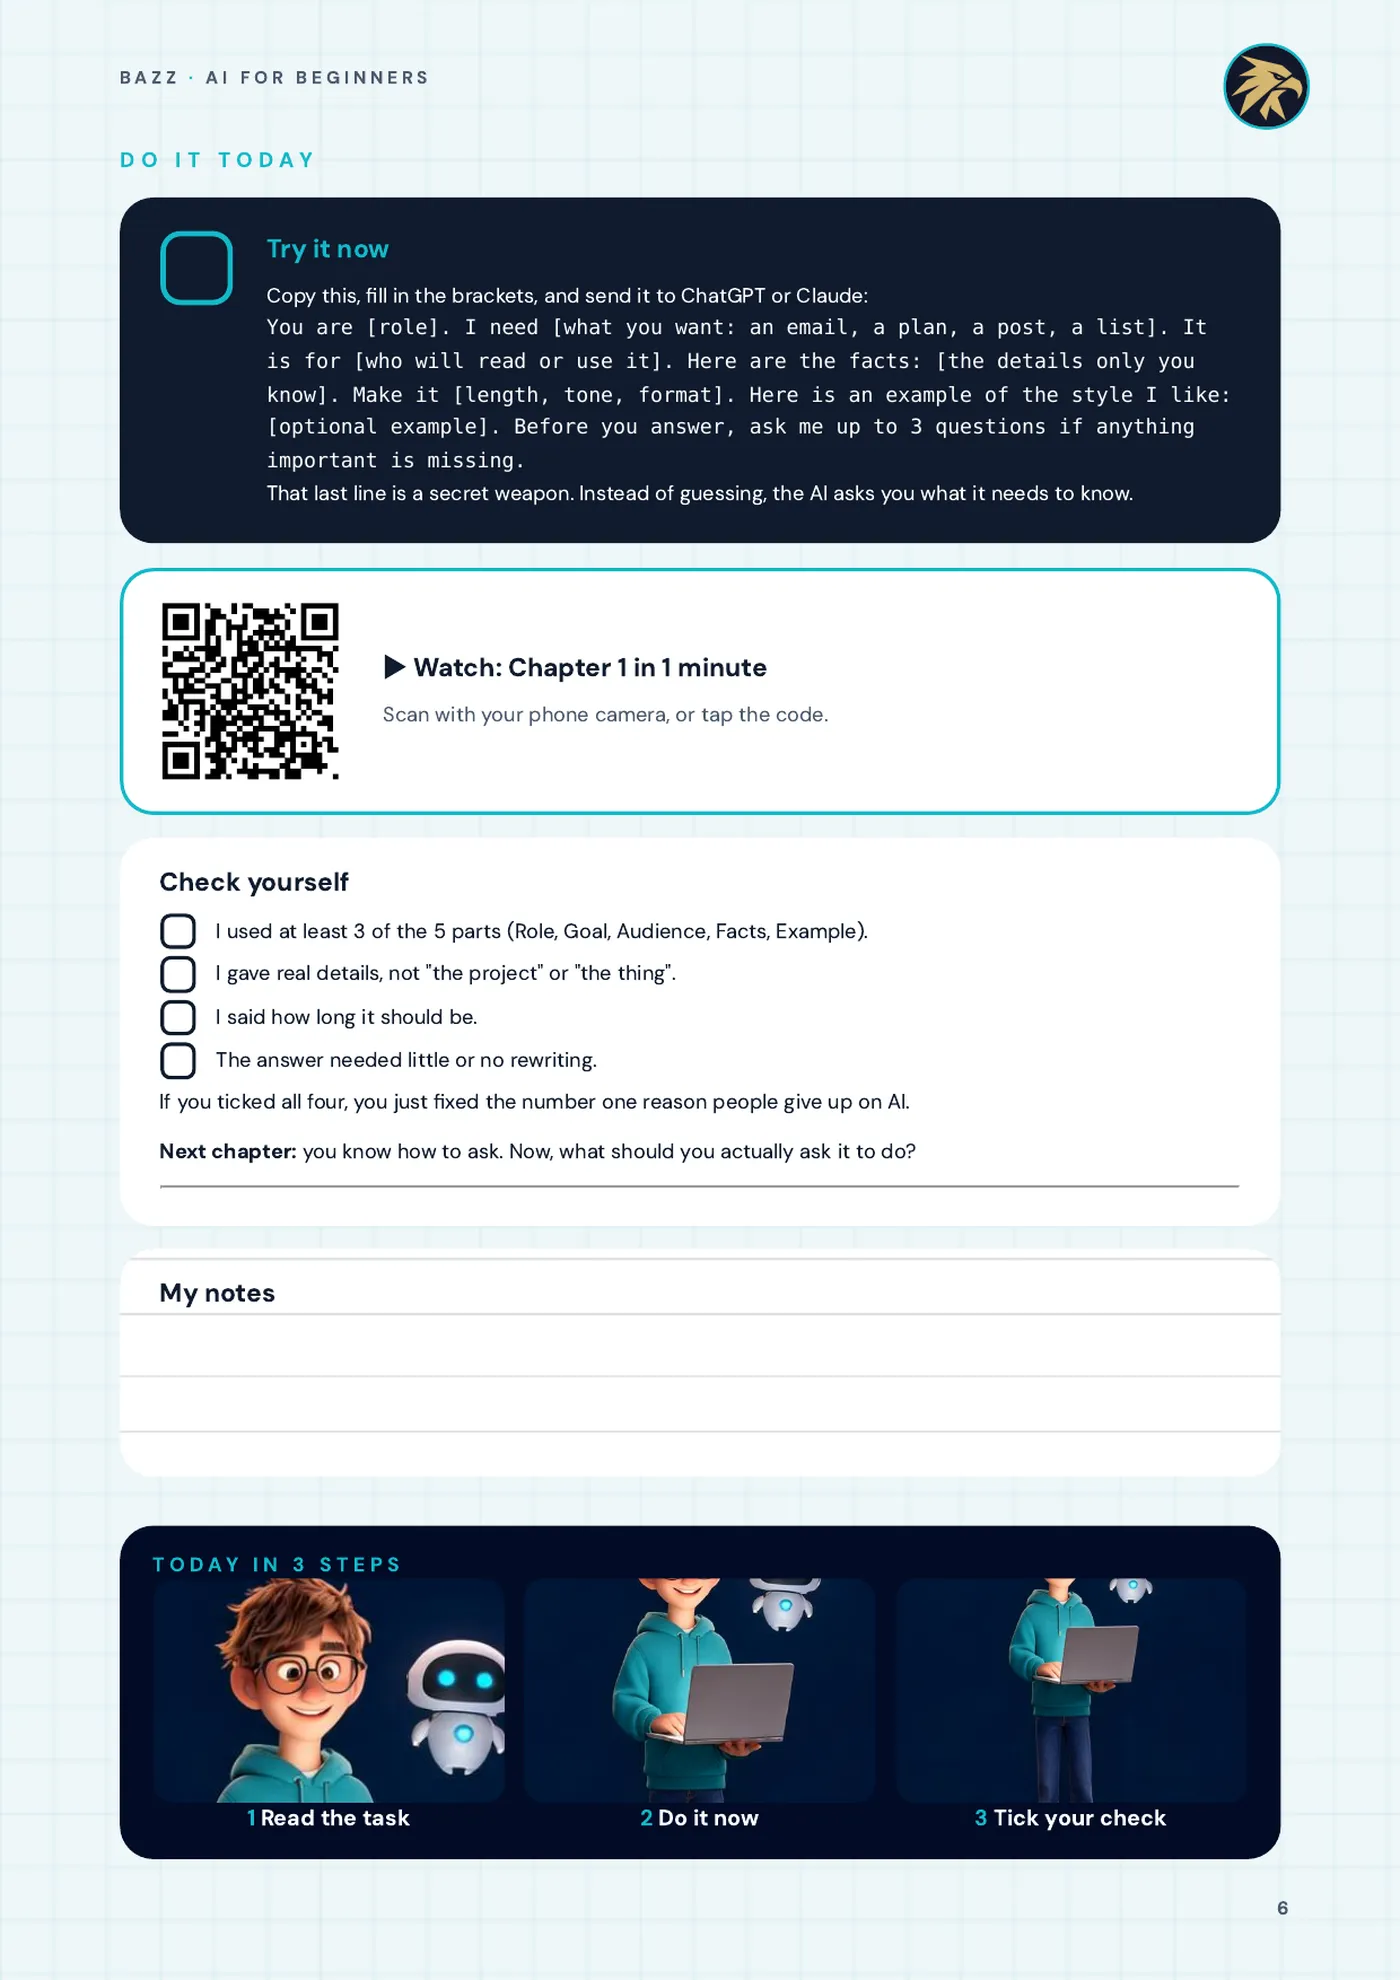 BAZZ · AI FOR BEGINNERS
DO IT TODAY
Try it now
Copy this, fill in the brackets, and send it to ChatGPT or Claude:
You are [role]. I need [what you want: an email, a plan, a post, a list]. It
is for [who will read or use it]. Here are the facts: [the details only you
know]. Make it [length, tone, format]. Here is an example of the style I like:
[optional example]. Before you answer, ask me up to 3 questions if anything
important is missing.
That last line is a secret weapon. Instead of guessing, the AI asks you what it needs to know.
▶ Watch: Chapter 1 in 1 minute
Scan with your phone camera, or tap the code.
Check yourself
I used at least 3 of the 5 parts (Role, Goal, Audience, Facts, Example).
I gave real details, not "the project" or "the thing".
I said how long it should be.
The answer needed little or no rewriting.
If you ticked all four, you just fixed the number one reason people give up on AI.
Next chapter: you know how to ask. Now, what should you actually ask it to do?
My notes
TODAY IN 3 STEPS
1 Read the task
2 Do it now
3 Tick your check
6